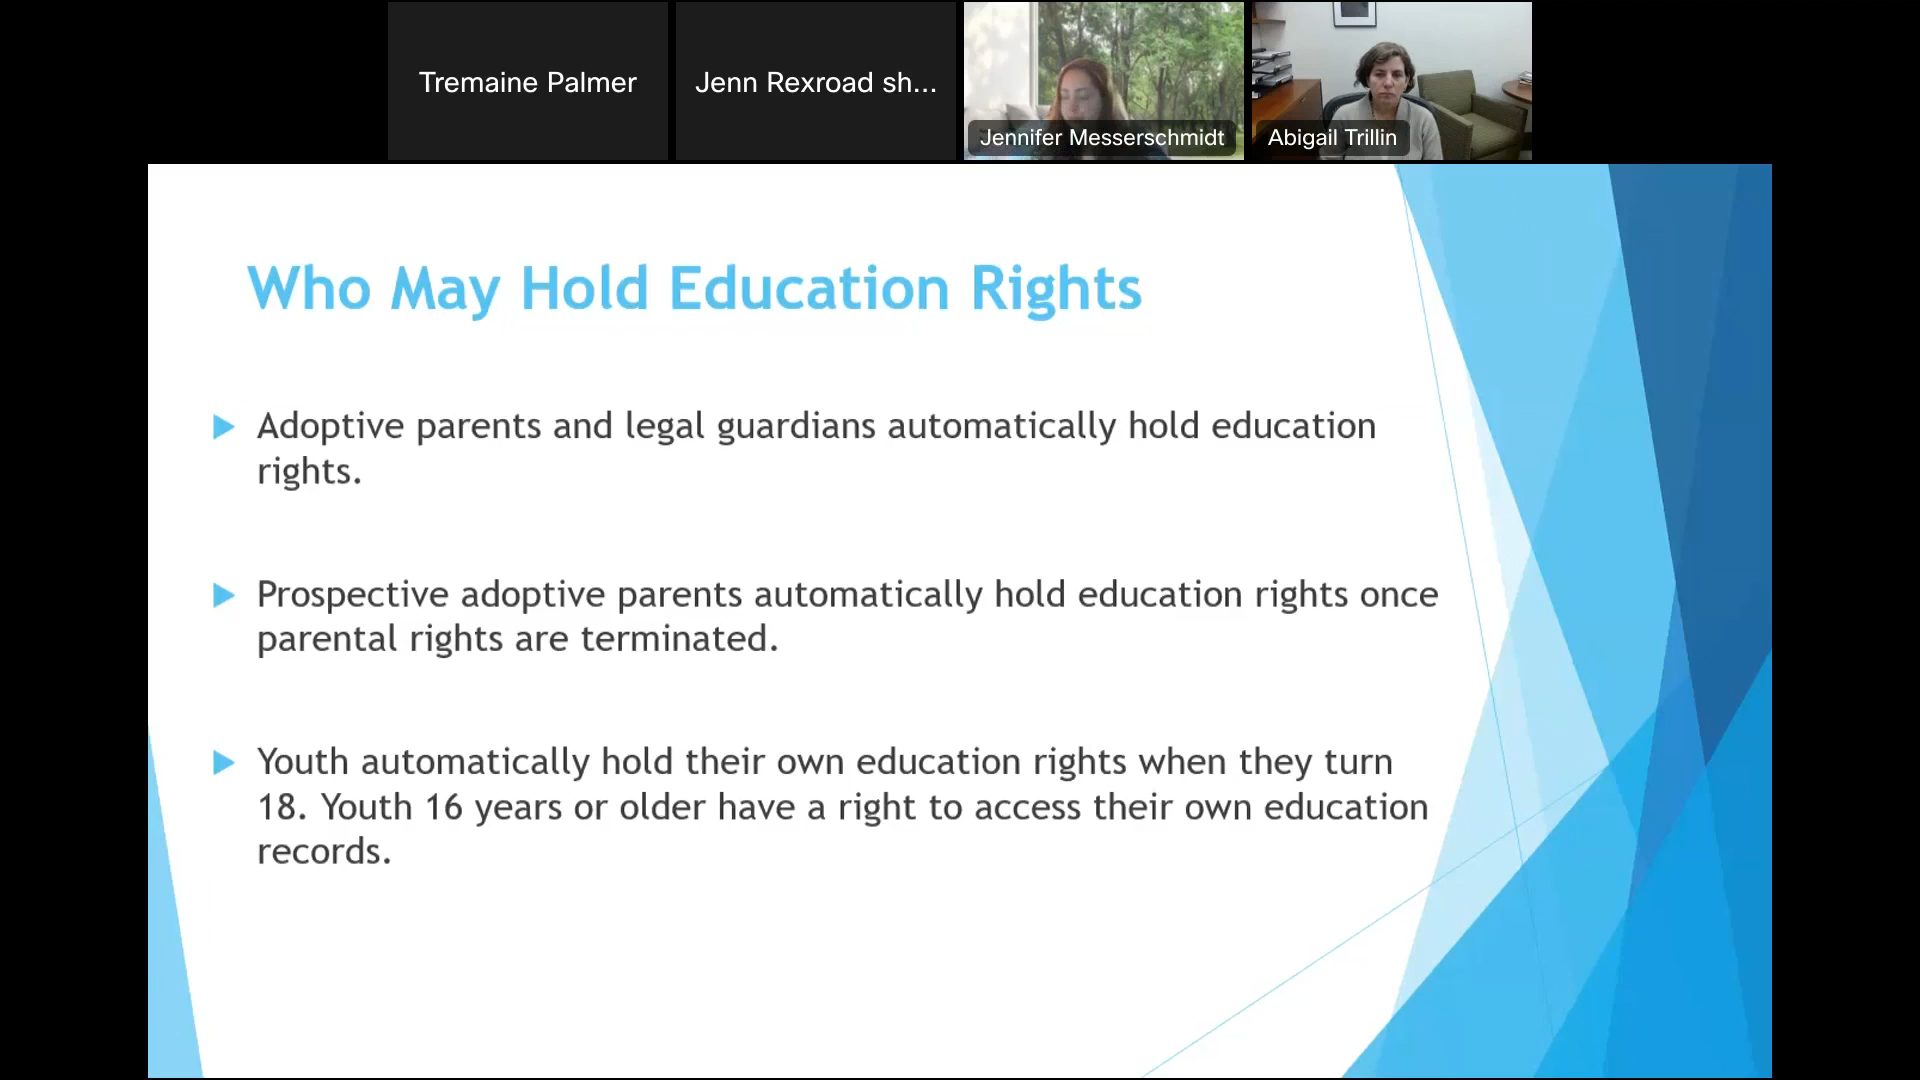 Tremaine Palmer
Jenn Rexroad sh...
Jennifer Messerschmidt
Abigail Trillin
Who May Hold Education Rights
Adoptive parents and legal guardians automatically hold education
rights.
Prospective adoptive parents automatically hold education rights once
parental rights are terminated.
Youth automatically hold their own education rights when they turn
18. Youth 16 years or older have a right to access their own education
records.